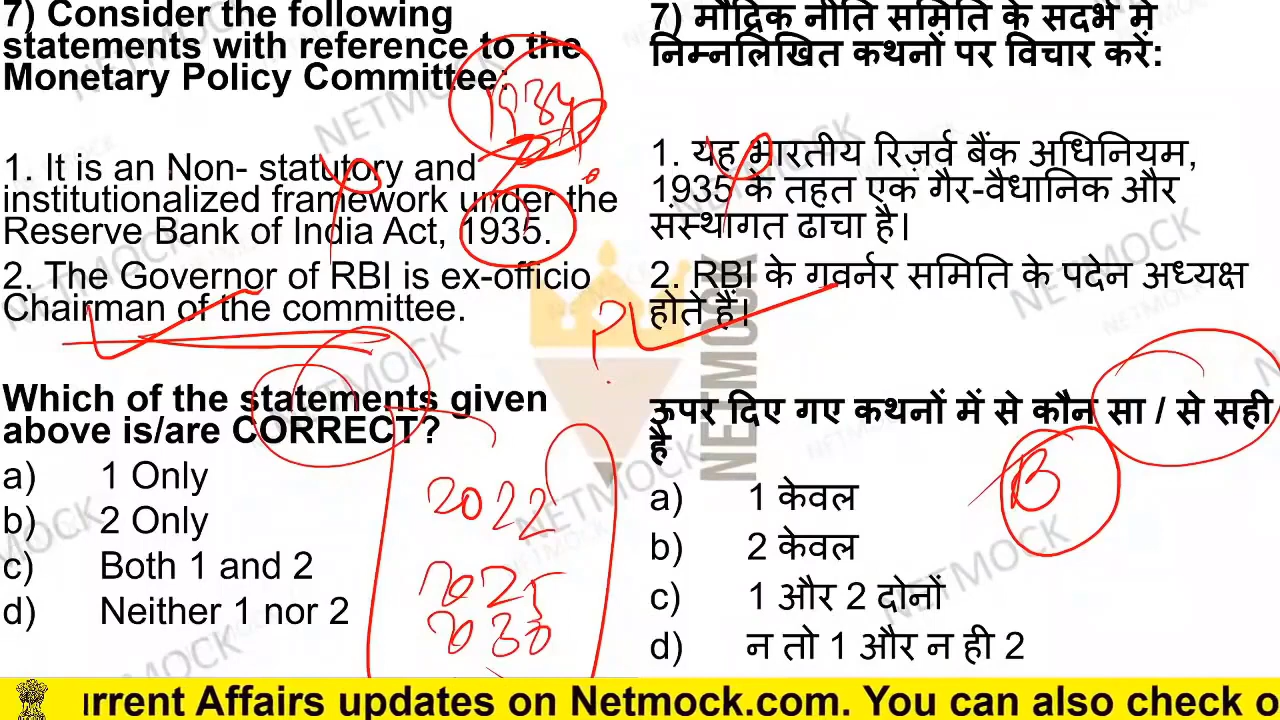 7) Consider the following
statements with reference to the
Monetary Policy Committee:
1. It is an Non- statutory and
institutionalized framework under the
Reserve Bank of India Act, 1935.
2. The Governor of RBI is ex-officio
Chairman of the committee.
Which of the statements given
above is/are CORRECT?
a) 1 Only
b) 2 Only
c) Both 1 and 2
d) Neither 1 nor 2
1934
2022
2025
2030
7) मौद्रिक नीति समिति के संदर्भ में
निम्नलिखित कथनों पर विचार करें:
1. यह भारतीय रिज़र्व बैंक अधिनियम,
1935 के तहत एक गैर-वैधानिक और
संस्थागत ढांचा है।
2. RBI के गवर्नर समिति के पदेन अध्यक्ष
होते हैं।
ऊपर दिए गए कथनों में से कौन सा / से सही
है
a) 1 केवल
b) 2 केवल
c) 1 और 2 दोनों
d) न तो 1 और न ही 2
B
NETMOCK
urrent Affairs updates on Netmock.com. You can also check o